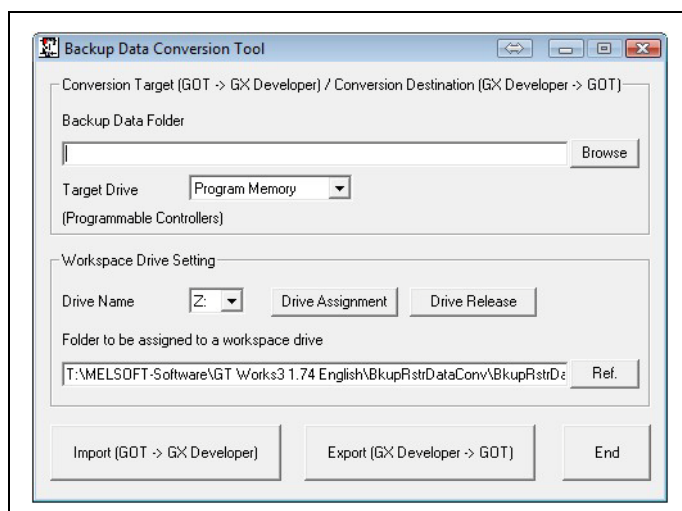 Backup Data Conversion Tool
Conversion Target (GOT -> GX Developer) / Conversion Destination (GX Developer -> GOT)
Backup Data Folder
Browse
Target Drive Program Memory
(Programmable Controllers)
Workspace Drive Setting
Drive Name Z: Drive Assignment Drive Release
Folder to be assigned to a workspace drive
T:\MELSOFT-Software\GT Works3 1.74 English\BkupRstrDataConv\BkupRstrDa Ref.
Import (GOT -> GX Developer) Export (GX Developer -> GOT) End